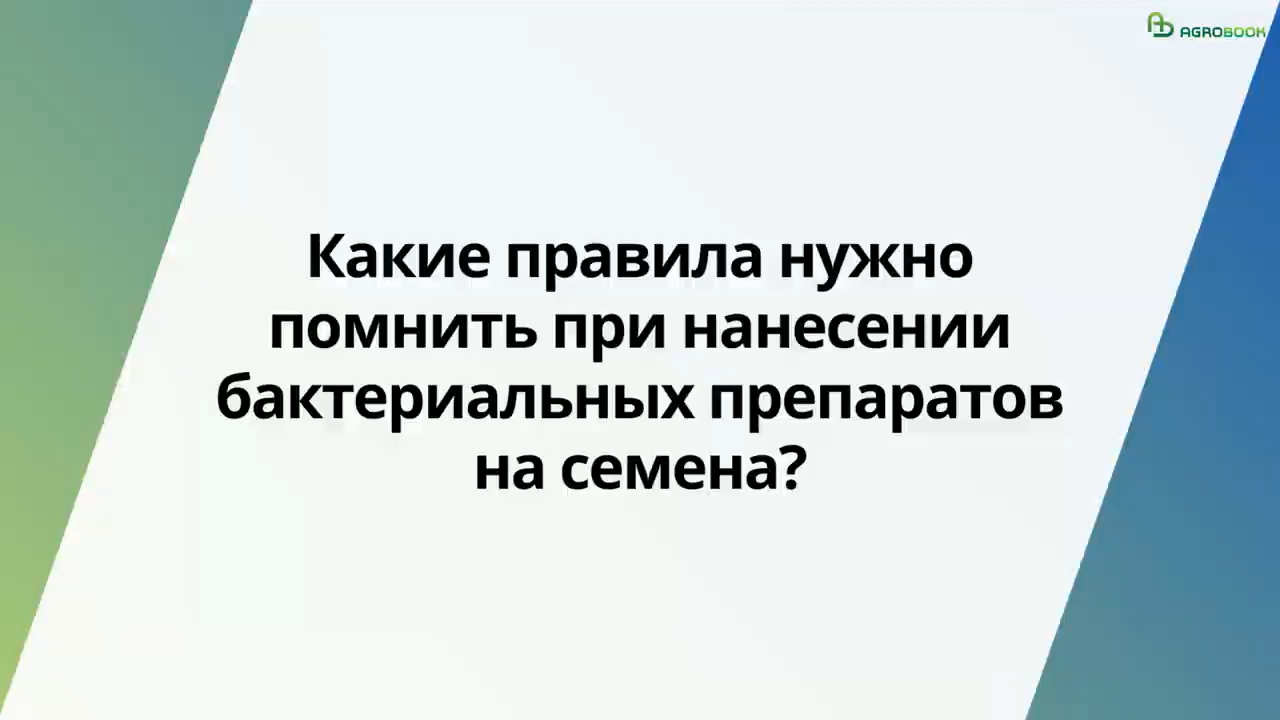 AGROBOOK
Какие правила нужно
помнить при нанесении
бактериальных препаратов
на семена?